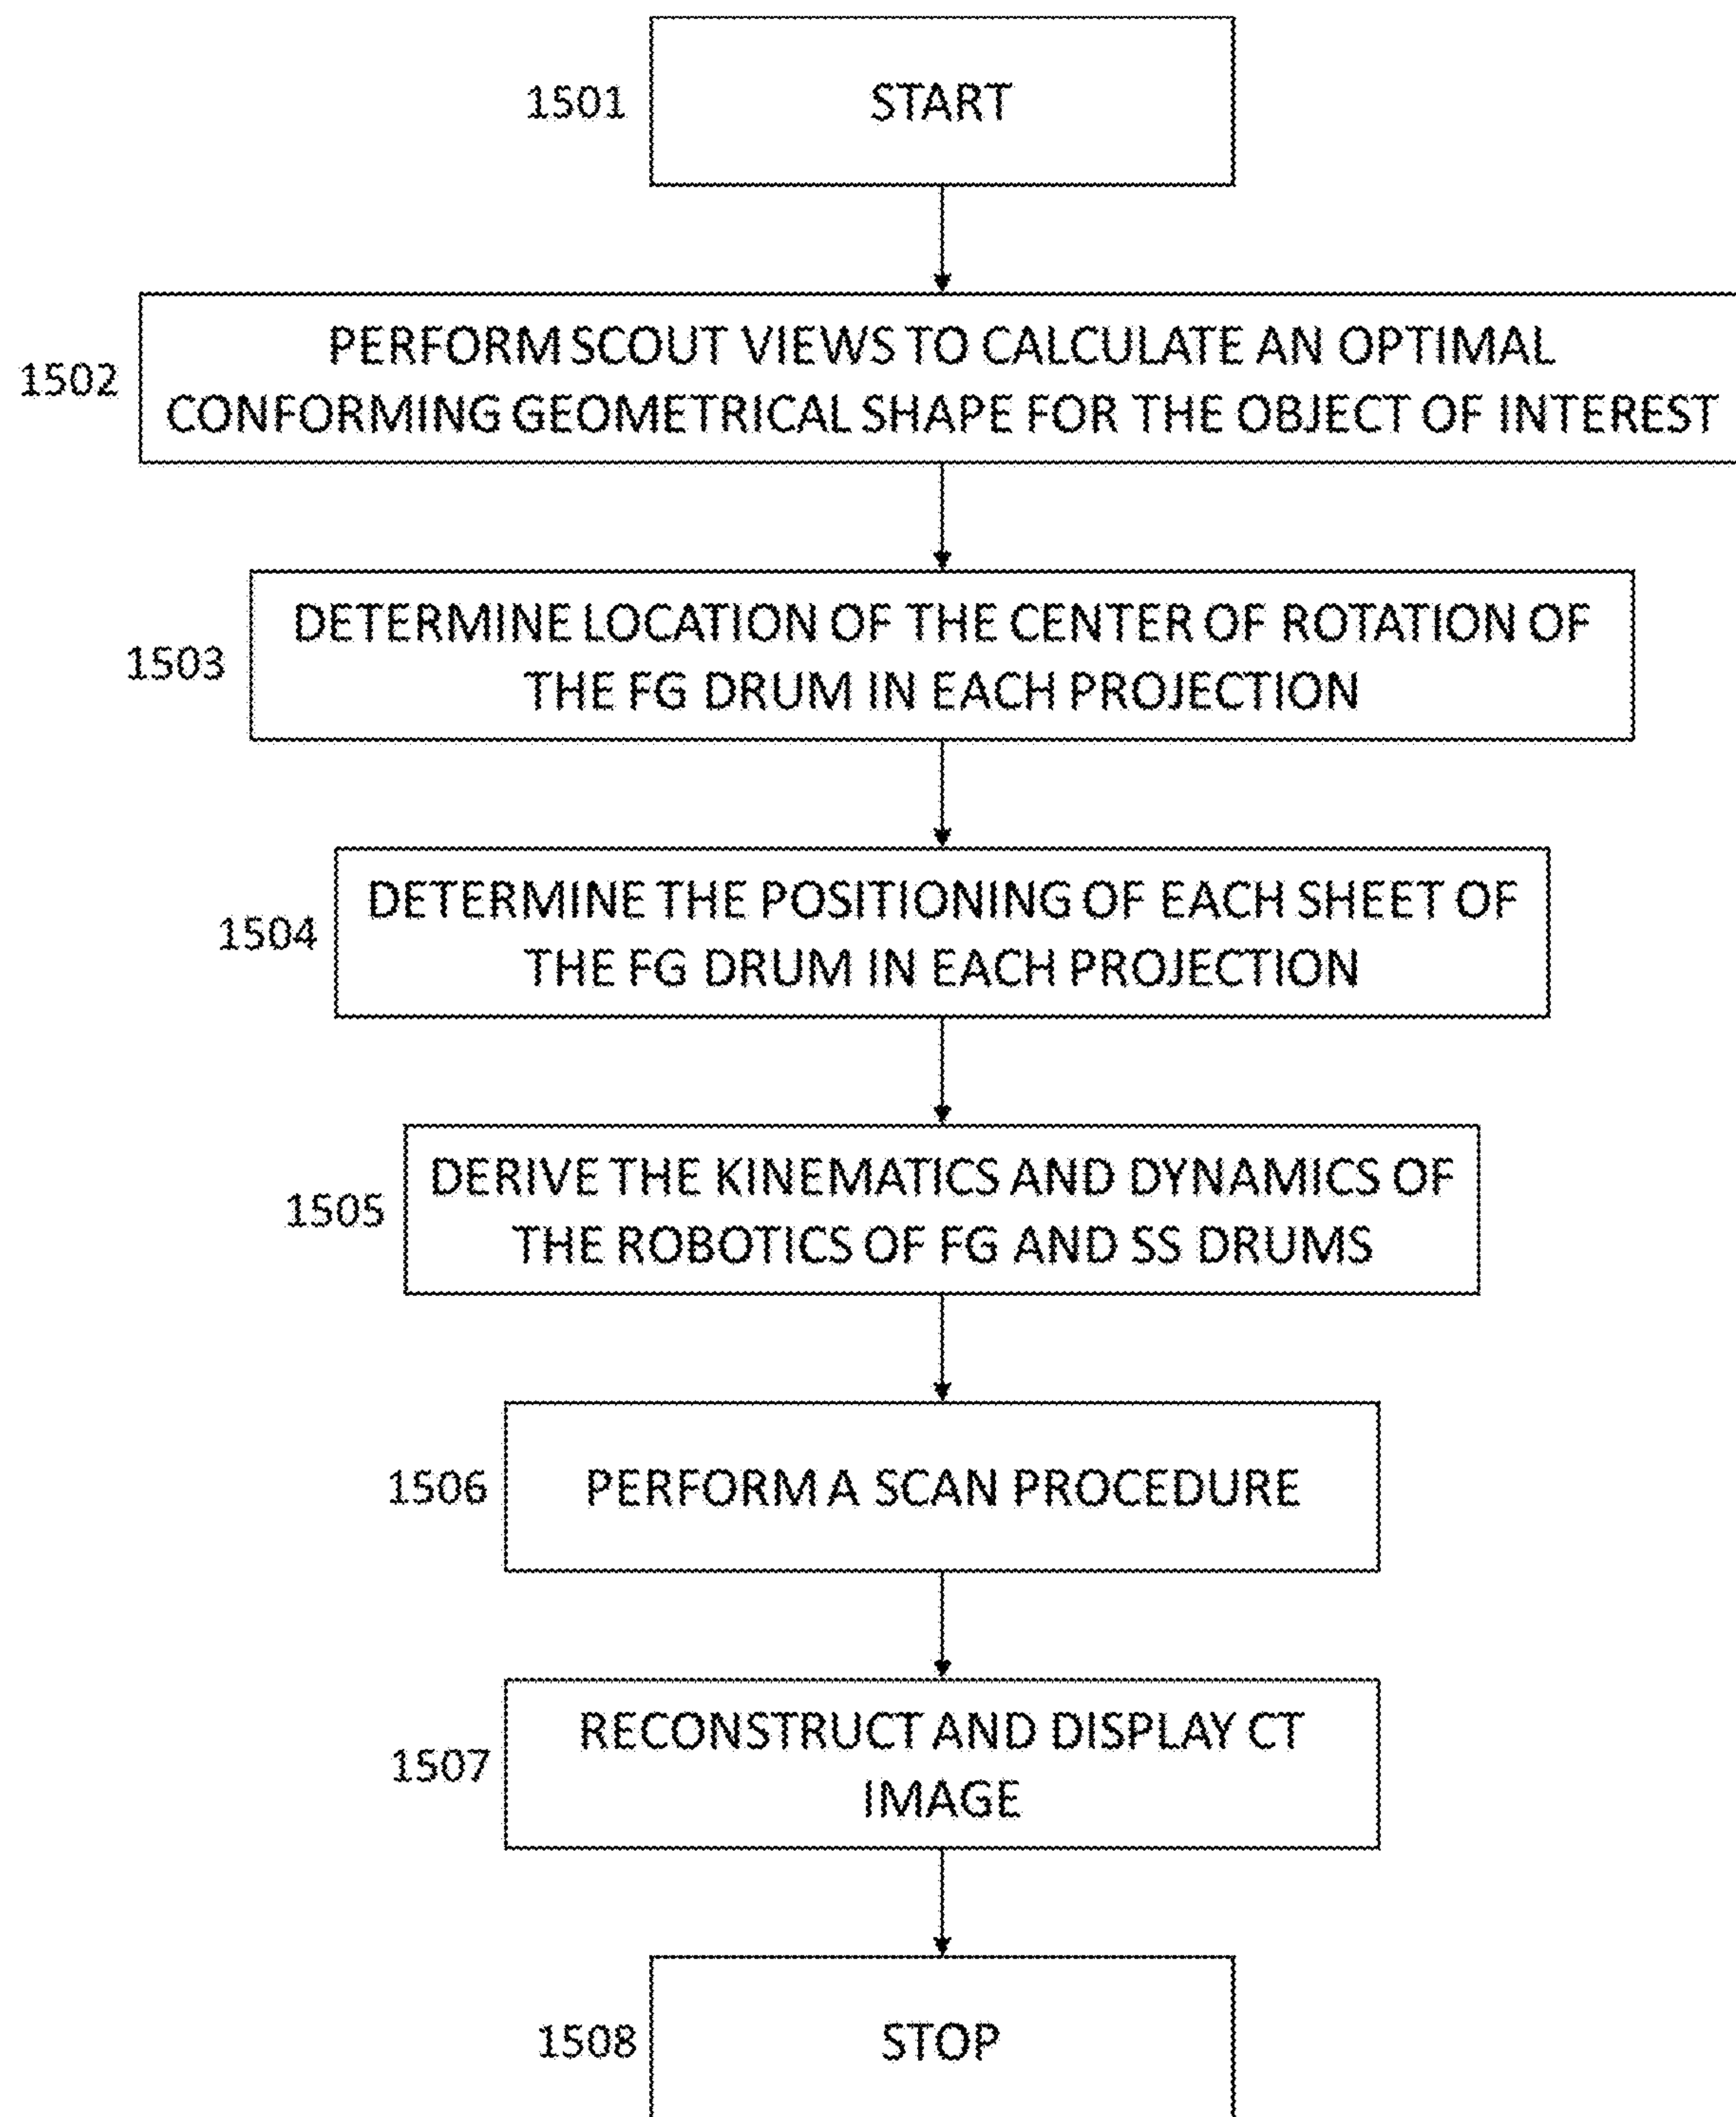 1501
START
1502
PERFORM SCOUT VIEWS TO CALCULATE AN OPTIMAL
CONFORMING GEOMETRICAL SHAPE FOR THE OBJECT OF INTEREST
1503
DETERMINE LOCATION OF THE CENTER OF ROTATION OF
THE FG DRUM IN EACH PROJECTION
1504
DETERMINE THE POSITIONING OF EACH SHEET OF
THE FG DRUM IN EACH PROJECTION
1505
DERIVE THE KINEMATICS AND DYNAMICS OF
THE ROBOTICS OF FG AND SS DRUMS
1506
PERFORM A SCAN PROCEDURE
1507
RECONSTRUCT AND DISPLAY CT
IMAGE
1508
STOP